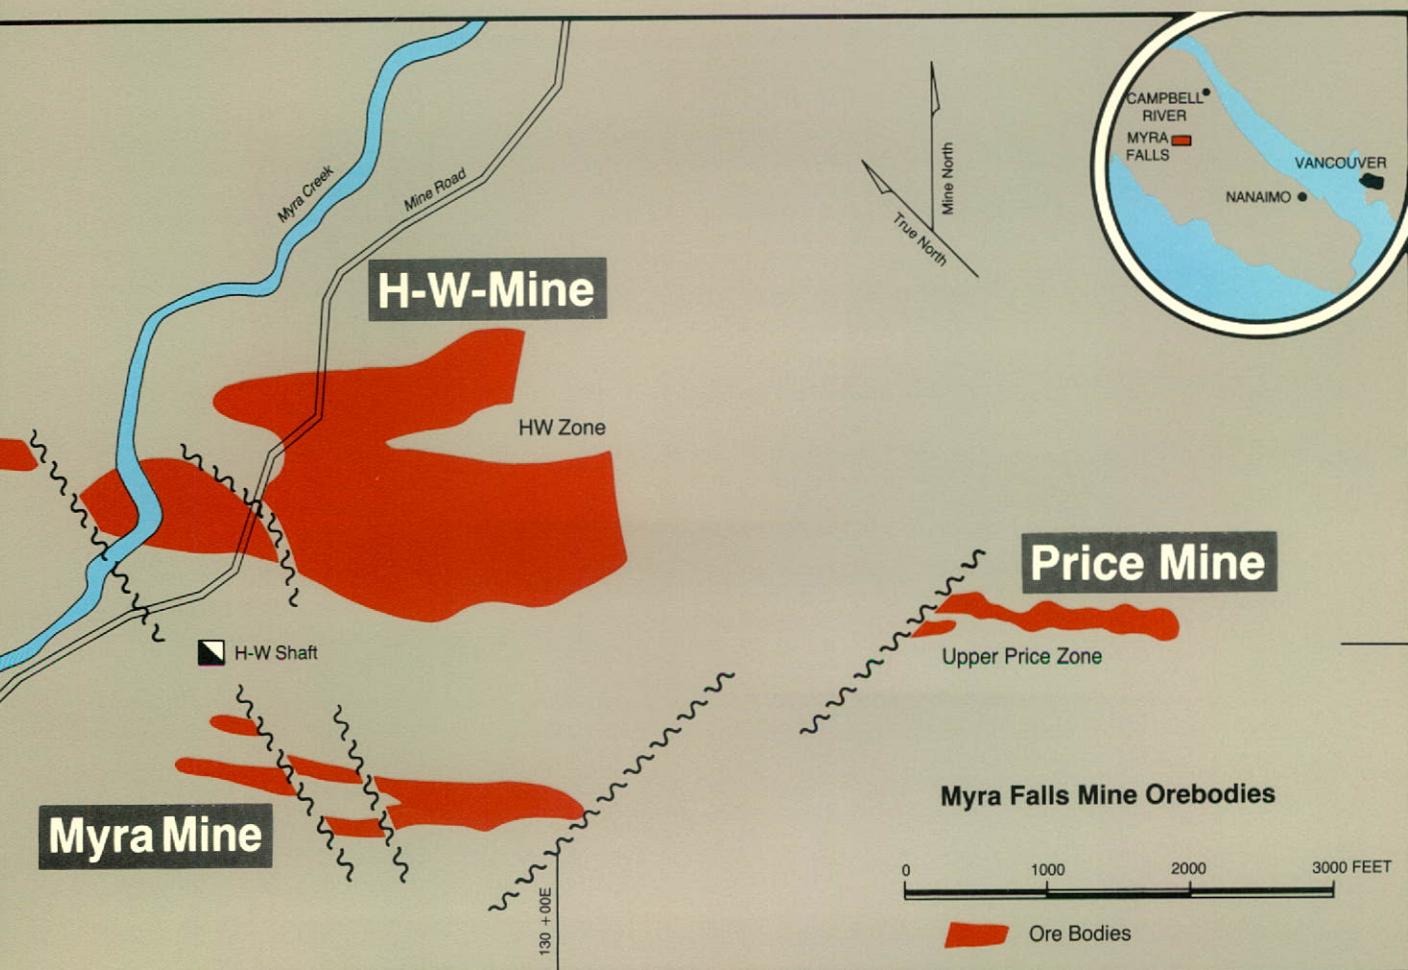 CAMPBELL
RIVER
MYRA
FALLS
VANCOUVER
NANAIMO
Myra Creek
Mine Road
Mine North
True North
H-W-Mine
HW Zone
Price Mine
Upper Price Zone
H-W Shaft
Myra Mine
130 + 00E
Myra Falls Mine Orebodies
0 1000 2000 3000 FEET
Ore Bodies